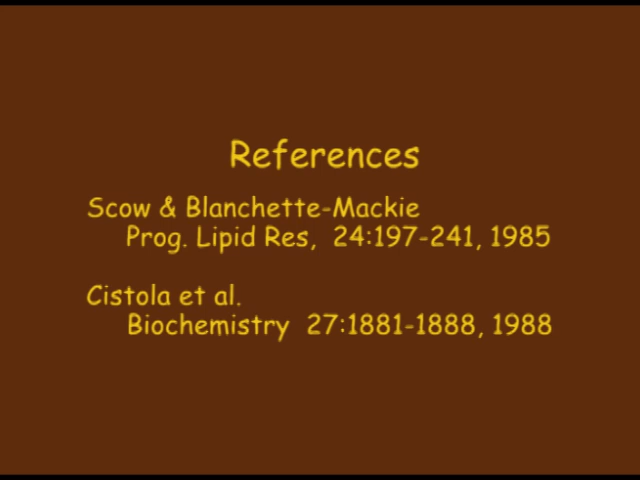 References
Scow & Blanchette-Mackie
Prog. Lipid Res, 24:197-241, 1985
Cistola et al.
Biochemistry 27:1881-1888, 1988